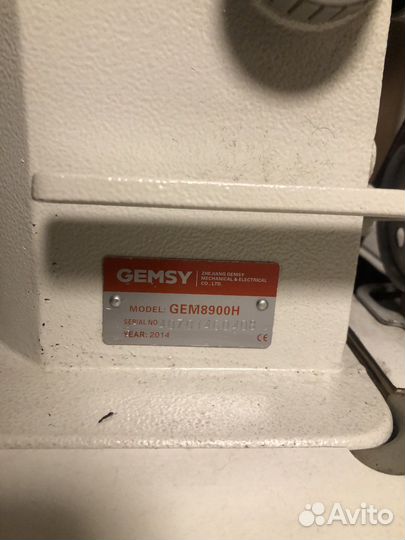 GEMSY
ZHEJIANG GEMSY
MECHANICAL & ELECTRICAL
CO., LTD.
MODEL: GEM8900H
SERIAL NO.
YEAR: 2014
CE
Avito